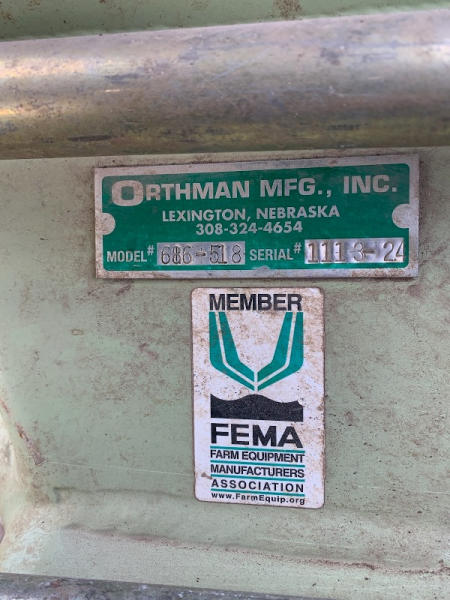 ORTHMAN MFG., INC.
LEXINGTON, NEBRASKA
308-324-4654
MODEL# 686-518 SERIAL# 1113-24
MEMBER
FEMA
FARM EQUIPMENT
MANUFACTURERS
ASSOCIATION
www.FarmEquip.org